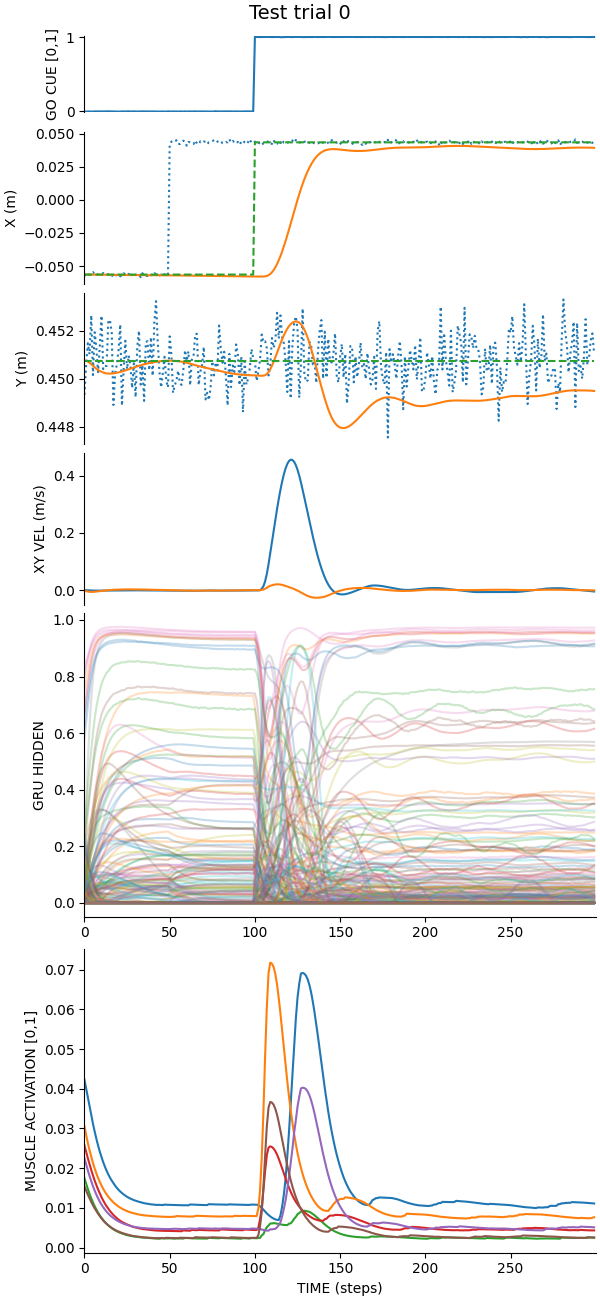 Test trial 0
GO CUE [0,1]
1
0
X (m)
0.050
0.025
0.000
−0.025
−0.050
Y (m)
0.452
0.450
0.448
XY VEL (m/s)
0.4
0.2
0.0
GRU HIDDEN
1.0
0.8
0.6
0.4
0.2
0.0
0 50 100 150 200 250
MUSCLE ACTIVATION [0,1]
0.07
0.06
0.05
0.04
0.03
0.02
0.01
0.00
0 50 100 150 200 250
TIME (steps)